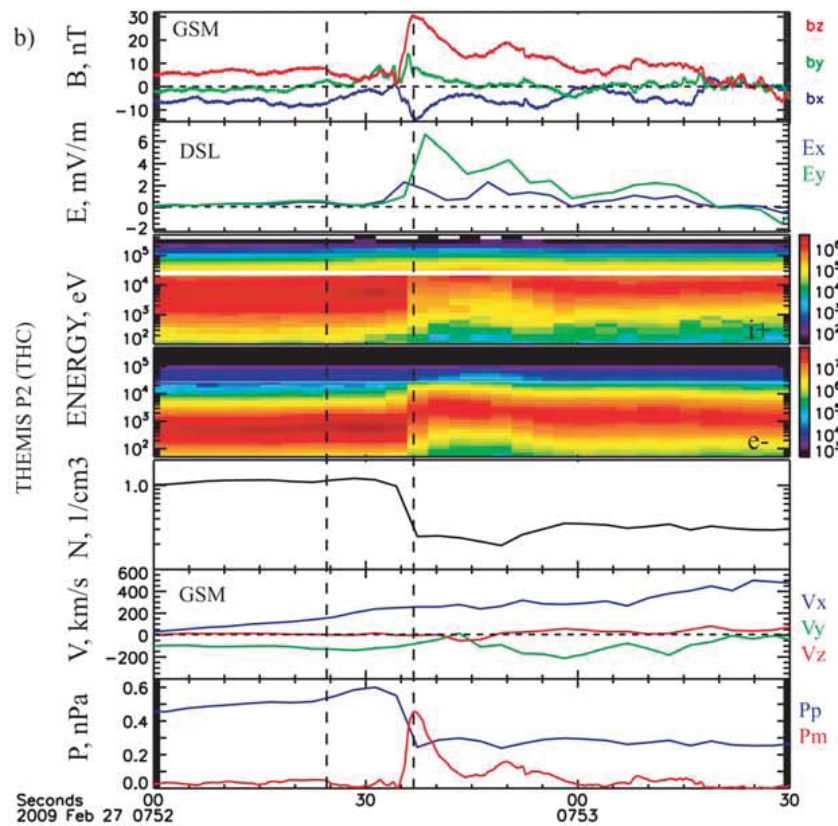 b)
THEMIS P2 (THC)
B, nT
GSM
30
20
10
0
-10
bz
by
bx
E, mV/m
DSL
6
4
2
0
-2
Ex
Ey
ENERGY, eV
10^5
10^4
10^3
10^2
i+
10^6
10^5
10^4
10^3
10^2
10^5
10^4
10^3
10^2
e-
10^7
10^6
10^5
10^4
10^3
N, 1/cm3
1.0
V, km/s
GSM
600
400
200
0
-200
Vx
Vy
Vz
P, nPa
0.6
0.4
0.2
0.0
Pp
Pm
Seconds 00 30 00 30
2009 Feb 27 0752 0753